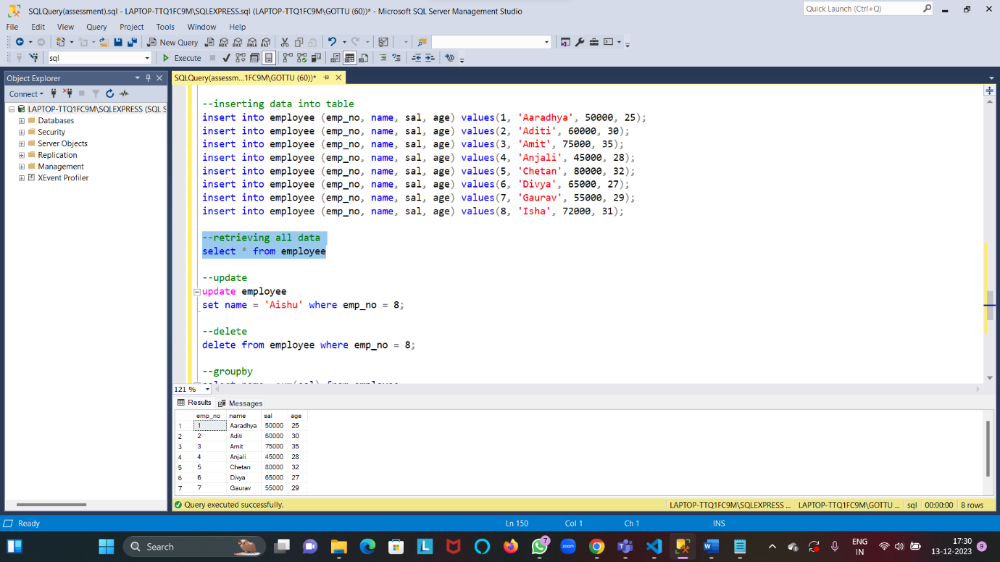 SQLQuery(assessment).sql - LAPTOP-TTQ1FC9M\SQLEXPRESS.sql (LAPTOP-TTQ1FC9M\GOTTU (60))* - Microsoft SQL Server Management Studio
Quick Launch (Ctrl+Q)
File Edit View Query Project Tools Window Help
New Query
sql
Execute
Object Explorer
Connect
LAPTOP-TTQ1FC9M\SQLEXPRESS (SQL S
Databases
Security
Server Objects
Replication
Management
XEvent Profiler
SQLQuery(assessm...1FC9M\GOTTU (60))*
--inserting data into table
insert into employee (emp_no, name, sal, age) values(1, 'Aaradhya', 50000, 25);
insert into employee (emp_no, name, sal, age) values(2, 'Aditi', 60000, 30);
insert into employee (emp_no, name, sal, age) values(3, 'Amit', 75000, 35);
insert into employee (emp_no, name, sal, age) values(4, 'Anjali', 45000, 28);
insert into employee (emp_no, name, sal, age) values(5, 'Chetan', 80000, 32);
insert into employee (emp_no, name, sal, age) values(6, 'Divya', 65000, 27);
insert into employee (emp_no, name, sal, age) values(7, 'Gaurav', 55000, 29);
insert into employee (emp_no, name, sal, age) values(8, 'Isha', 72000, 31);
--retrieving all data
select * from employee
--update
update employee
set name = 'Aishu' where emp_no = 8;
--delete
delete from employee where emp_no = 8;
--groupby
121 %
Results Messages
emp_no name sal age
1 1 Aaradhya 50000 25
2 2 Aditi 60000 30
3 3 Amit 75000 35
4 4 Anjali 45000 28
5 5 Chetan 80000 32
6 6 Divya 65000 27
7 7 Gaurav 55000 29
Query executed successfully.
LAPTOP-TTQ1FC9M\SQLEXPRESS ... LAPTOP-TTQ1FC9M\GOTTU ... sql 00:00:00 8 rows
Ready
Ln 150 Col 1 Ch 1 INS
Search
L
7
zoom
W
ENG
IN
17:30
13-12-2023
9